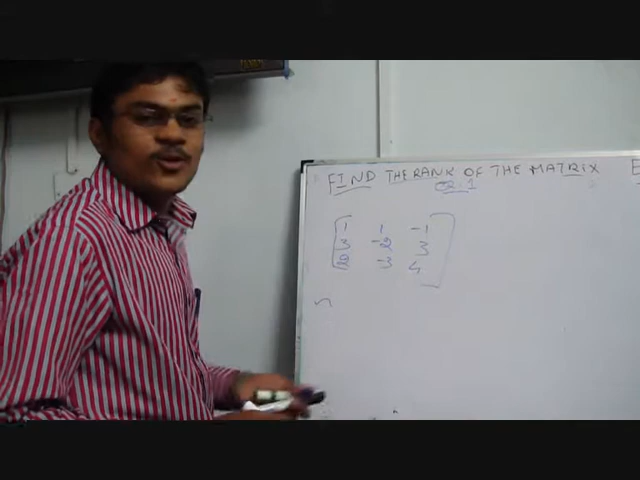 FIND THE RANK OF THE MATRIX
1 1 -1
3 -2 3
2 -3 4
~